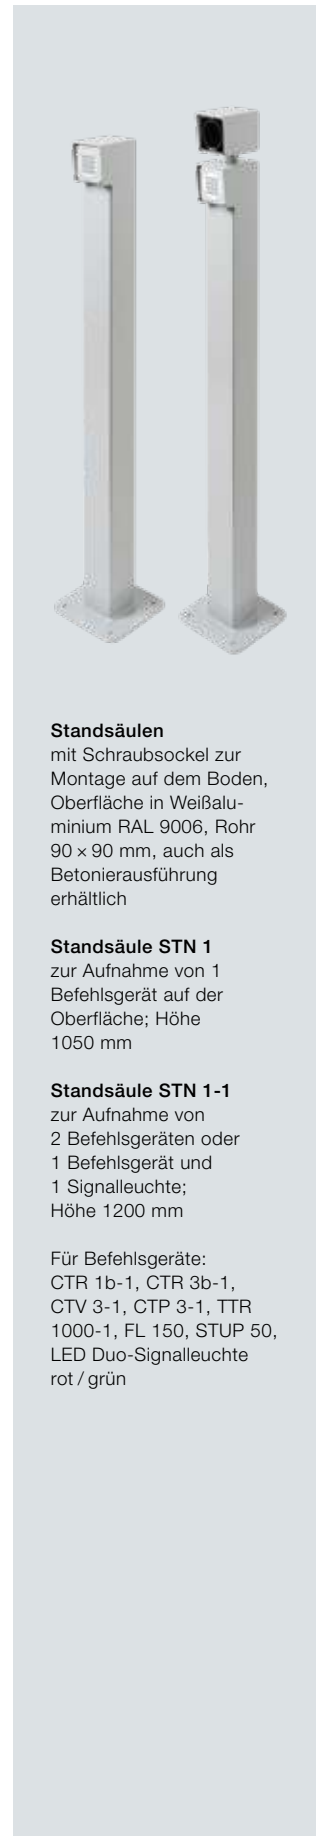 Standsäulen
mit Schraubsockel zur
Montage auf dem Boden,
Oberfläche in Weißalu-
minium RAL 9006, Rohr
90 × 90 mm, auch als
Betonierausführung
erhältlich
Standsäule STN 1
zur Aufnahme von 1
Befehlsgerät auf der
Oberfläche; Höhe
1050 mm
Standsäule STN 1-1
zur Aufnahme von
2 Befehlsgeräten oder
1 Befehlsgerät und
1 Signalleuchte;
Höhe 1200 mm
Für Befehlsgeräte:
CTR 1b-1, CTR 3b-1,
CTV 3-1, CTP 3-1, TTR
1000-1, FL 150, STUP 50,
LED Duo-Signalleuchte
rot / grün